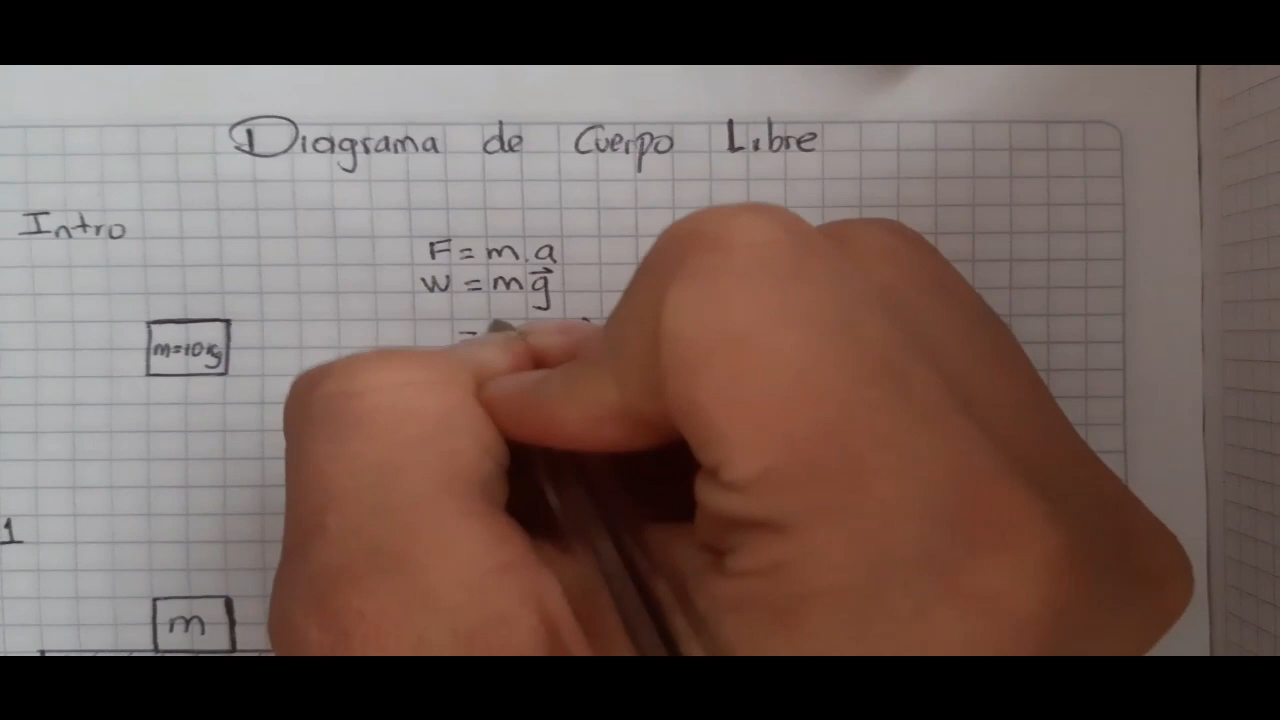 Diagrama de Cuerpo Libre
Intro
F = m.a
W = mg⃗
m=10Kg
1
m